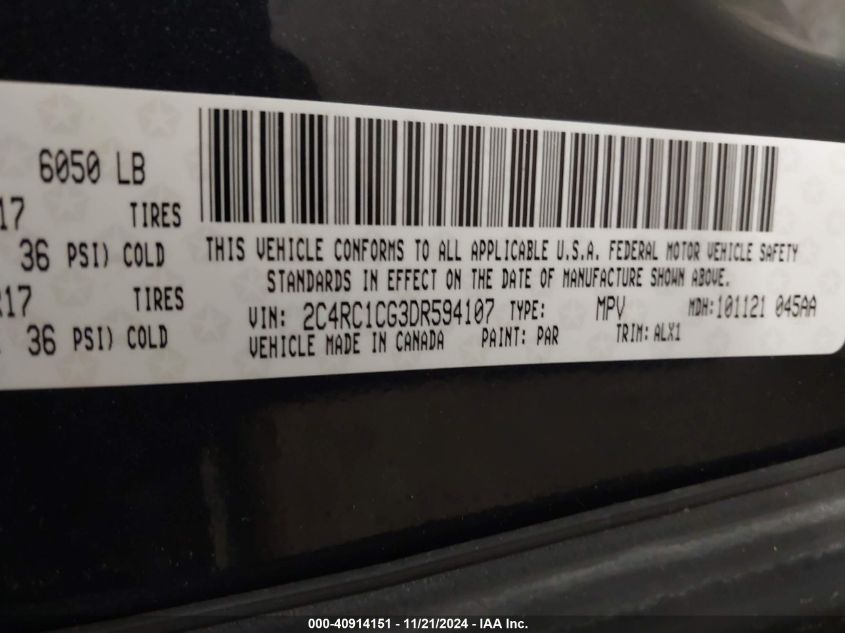 6050 LB
17 TIRES
36 PSI) COLD
R17 TIRES
36 PSI) COLD
THIS VEHICLE CONFORMS TO ALL APPLICABLE U.S.A. FEDERAL MOTOR VEHICLE SAFETY
STANDARDS IN EFFECT ON THE DATE OF MANUFACTURE SHOWN ABOVE.
VIN: 2C4RC1CG3DR594107 TYPE: MPV MDH:101121 045AA
VEHICLE MADE IN CANADA PAINT: PAR TRIM: ALX1
000-40914151 — 11/21/2024 — IAA Inc.